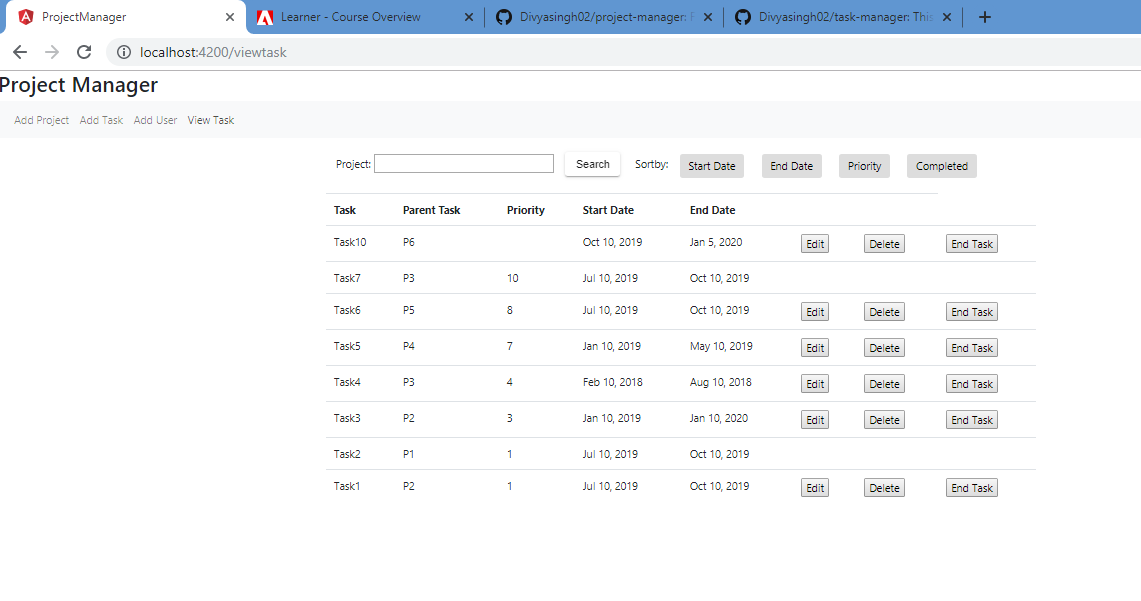 ProjectManager Learner - Course Overview Divyasingh02/project-manager: Divyasingh02/task-manager: This
localhost:4200/viewtask
Project Manager
Add Project Add Task Add User View Task
Project: Search Sortby: Start Date End Date Priority Completed
Task Parent Task Priority Start Date End Date
Task10 P6 Oct 10, 2019 Jan 5, 2020 Edit Delete End Task
Task7 P3 10 Jul 10, 2019 Oct 10, 2019
Task6 P5 8 Jul 10, 2019 Oct 10, 2019 Edit Delete End Task
Task5 P4 7 Jan 10, 2019 May 10, 2019 Edit Delete End Task
Task4 P3 4 Feb 10, 2018 Aug 10, 2018 Edit Delete End Task
Task3 P2 3 Jan 10, 2019 Jan 10, 2020 Edit Delete End Task
Task2 P1 1 Jul 10, 2019 Oct 10, 2019
Task1 P2 1 Jul 10, 2019 Oct 10, 2019 Edit Delete End Task